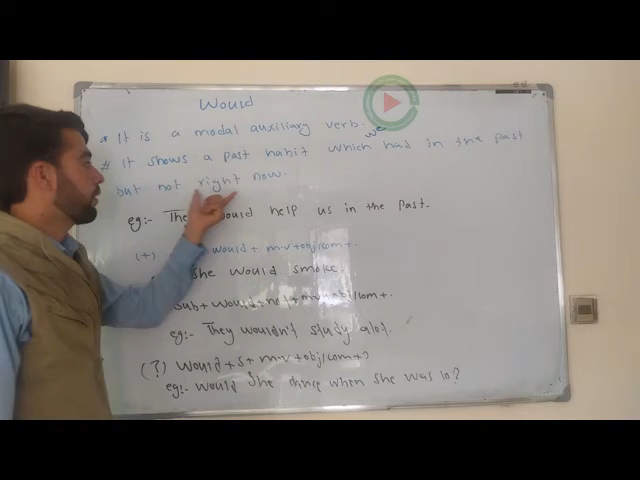 Would
* It is a modal auxiliary verb.
we
# It shows a past habit which had in the past
but not right now.
eg:- They would help us in the past.
(+) would + m.v + obj/com + .
She would smoke.
sub + would + not + m.v + obj/com + .
eg:- They wouldn't study alot.
(?) Would + s + m.v + obj/com + ?
eg:- Would she dance when she was 10?